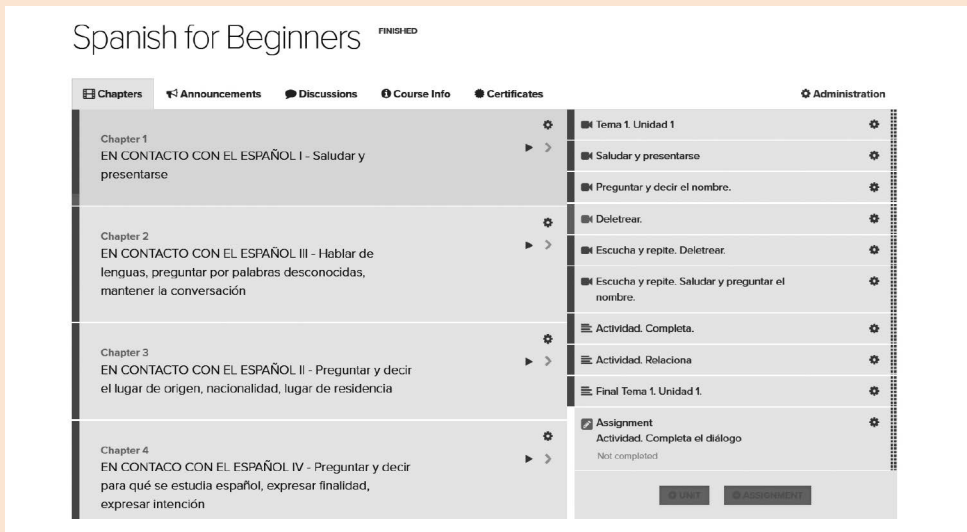 Spanish for Beginners FINISHED
Chapters Announcements Discussions Course Info Certificates Administration
Chapter 1
EN CONTACTO CON EL ESPAÑOL I - Saludar y
presentarse
Chapter 2
EN CONTACTO CON EL ESPAÑOL III - Hablar de
lenguas, preguntar por palabras desconocidas,
mantener la conversación
Chapter 3
EN CONTACTO CON EL ESPAÑOL II - Preguntar y decir
el lugar de origen, nacionalidad, lugar de residencia
Chapter 4
EN CONTACO CON EL ESPAÑOL IV - Preguntar y decir
para qué se estudia español, expresar finalidad,
expresar intención
Tema 1. Unidad 1
Saludar y presentarse
Preguntar y decir el nombre.
Deletrear.
Escucha y repite. Deletrear.
Escucha y repite. Saludar y preguntar el
nombre.
Actividad. Completa.
Actividad. Relaciona
Final Tema 1. Unidad 1.
Assignment
Actividad. Completa el diálogo
Not completed
UNIT ASSIGNMENT